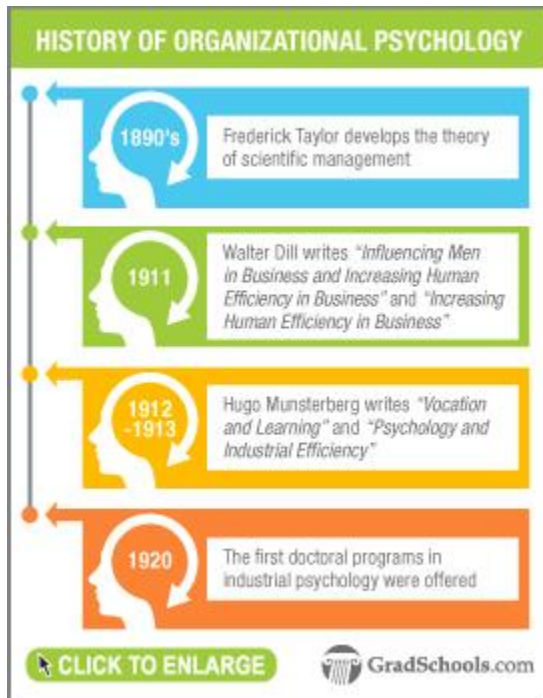 HISTORY OF ORGANIZATIONAL PSYCHOLOGY
1890's
Frederick Taylor develops the theory
of scientific management
1911
Walter Dill writes "Influencing Men
in Business and Increasing Human
Efficiency in Business" and "Increasing
Human Efficiency in Business"
1912
-1913
Hugo Munsterberg writes "Vocation
and Learning" and "Psychology and
Industrial Efficiency"
1920
The first doctoral programs in
industrial psychology were offered
CLICK TO ENLARGE
GradSchools.com